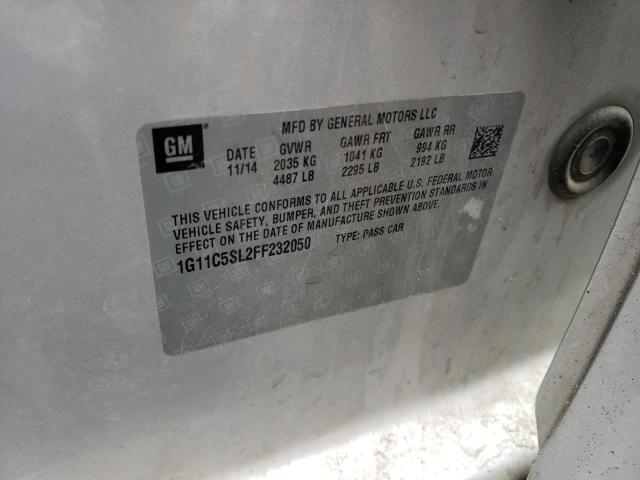 GM
MFD BY GENERAL MOTORS LLC
DATE GVWR GAWR FRT GAWR RR
11/14 2035 KG 1041 KG 994 KG
4487 LB 2295 LB 2192 LB
THIS VEHICLE CONFORMS TO ALL APPLICABLE U.S. FEDERAL MOTOR
VEHICLE SAFETY, BUMPER, AND THEFT PREVENTION STANDARDS IN
EFFECT ON THE DATE OF MANUFACTURE SHOWN ABOVE.
1G11C5SL2FF232050 TYPE: PASS CAR